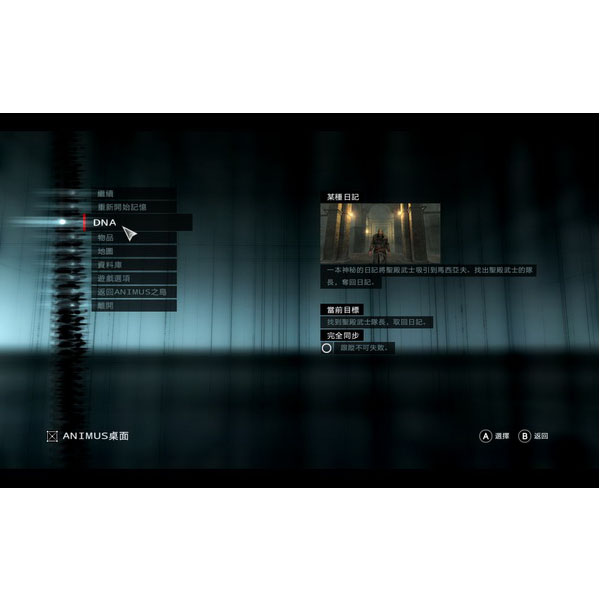 繼續
重新開始記憶
DNA
物品
地圖
資料庫
遊戲選項
返回ANIMUS之島
離開
某種日記
一本神秘的日記將聖殿武士吸引到馬西亞夫。找出聖殿武士的隊
長，奪回日記。
當前目標
找到聖殿武士隊長，取回日記。
完全同步
跟蹤不可失敗。
ANIMUS桌面
A 選擇 B 返回